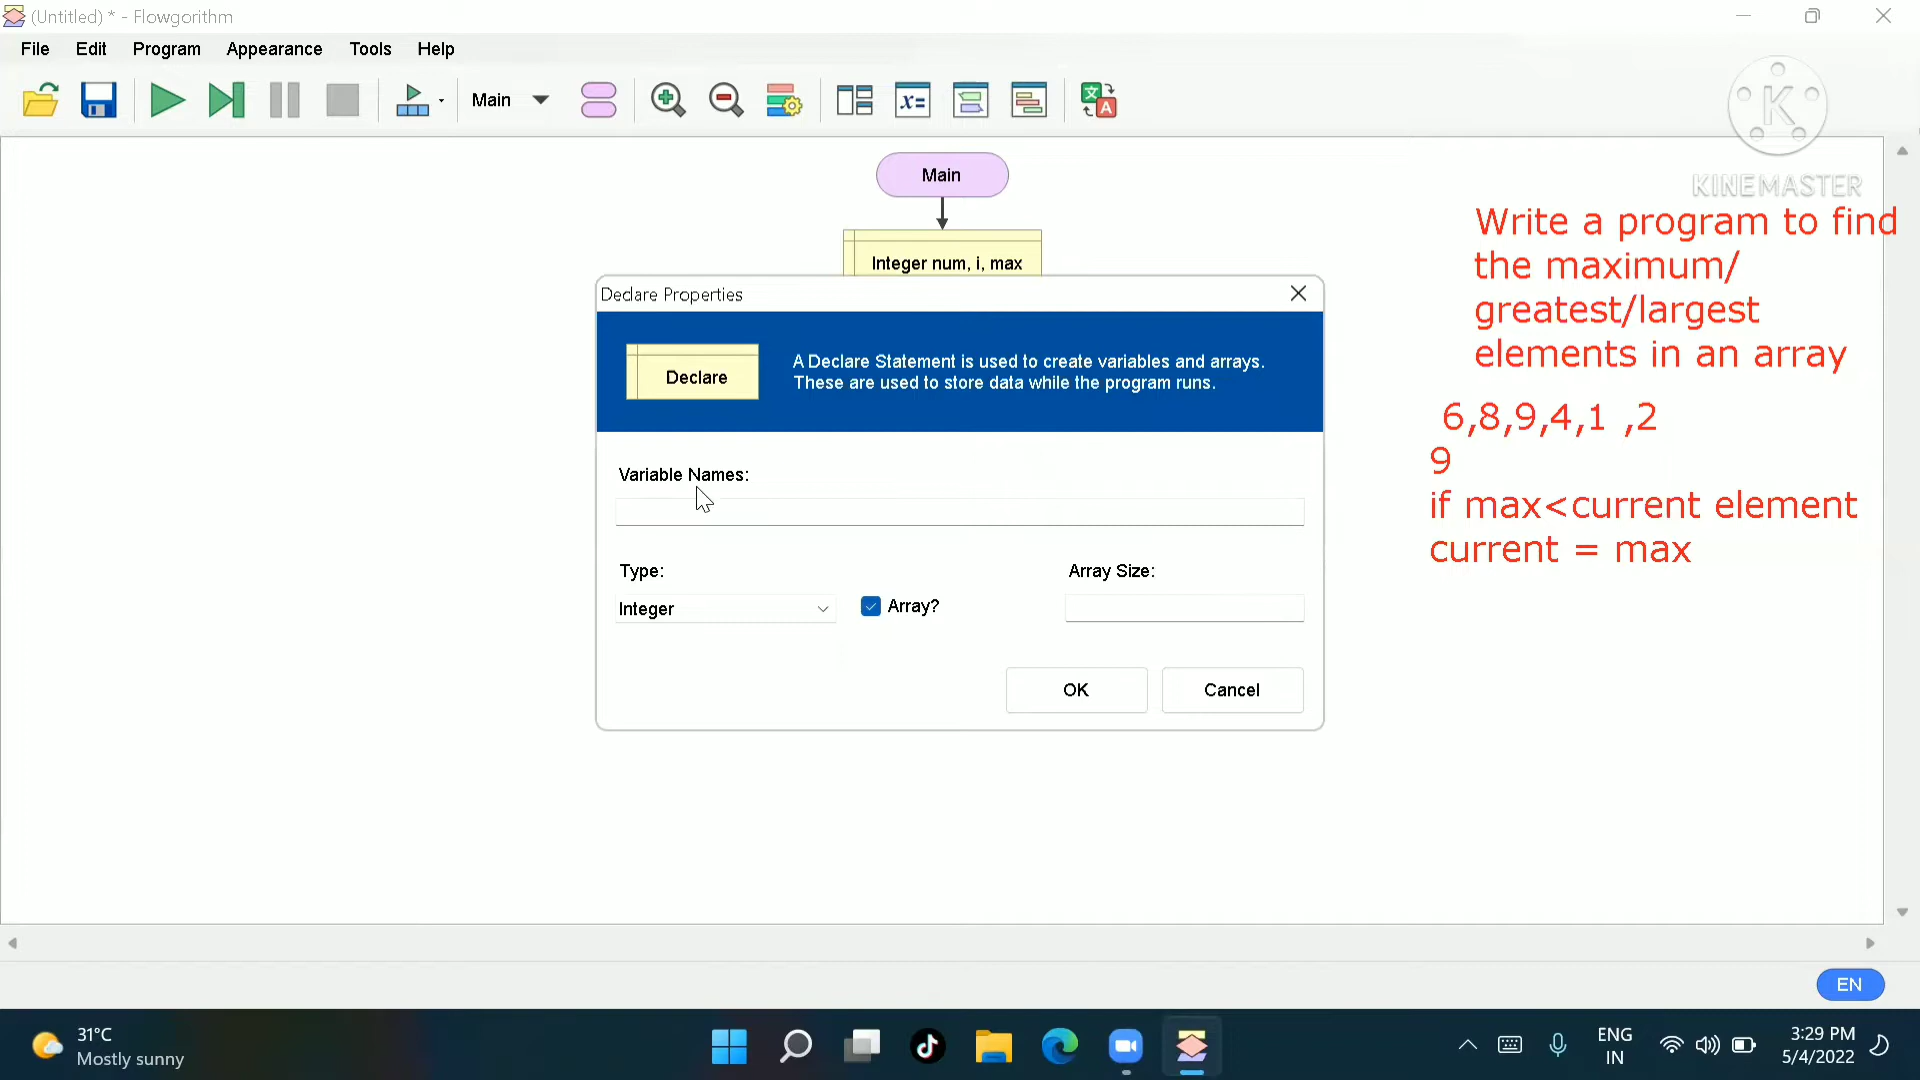 (Untitled) * - Flowgorithm
File Edit Program Appearance Tools Help
Main
KINEMASTER
Main
Integer num, i, max
Write a program to find
the maximum/
greatest/largest
elements in an array
6,8,9,4,1 ,2
9
if max<current element
current = max
Declare Properties
Declare
A Declare Statement is used to create variables and arrays.
These are used to store data while the program runs.
Variable Names:
Type:
Array Size:
Integer
Array?
OK
Cancel
EN
31°C
Mostly sunny
ENG
IN
3:29 PM
5/4/2022